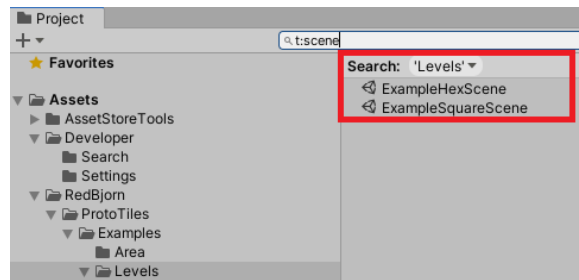 Project
t:scene
Favorites
Search: 'Levels'
ExampleHexScene
ExampleSquareScene
Assets
AssetStoreTools
Developer
Search
Settings
RedBjorn
ProtoTiles
Examples
Area
Levels